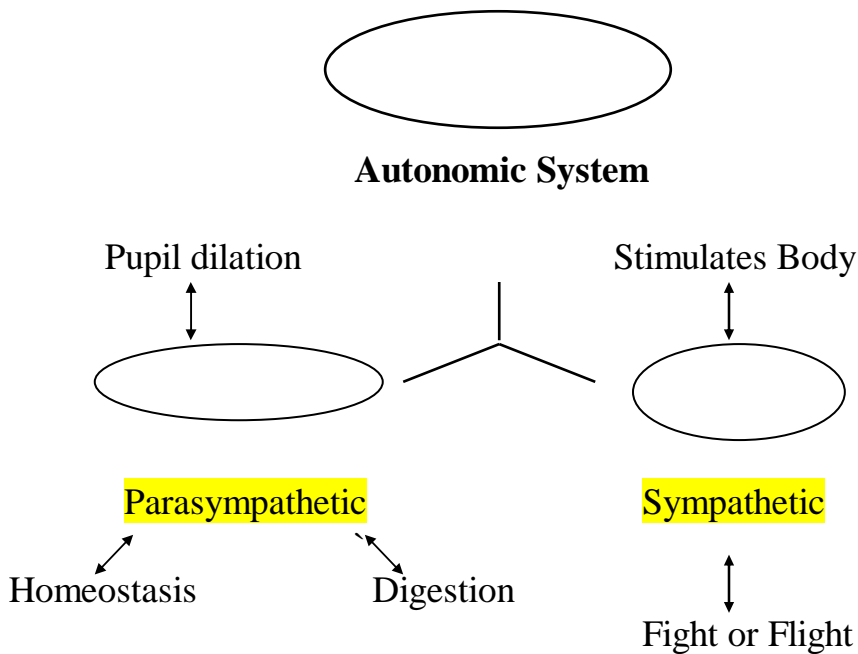 Autonomic System
Pupil dilation
Stimulates Body
Parasympathetic
Sympathetic
Homeostasis
Digestion
Fight or Flight